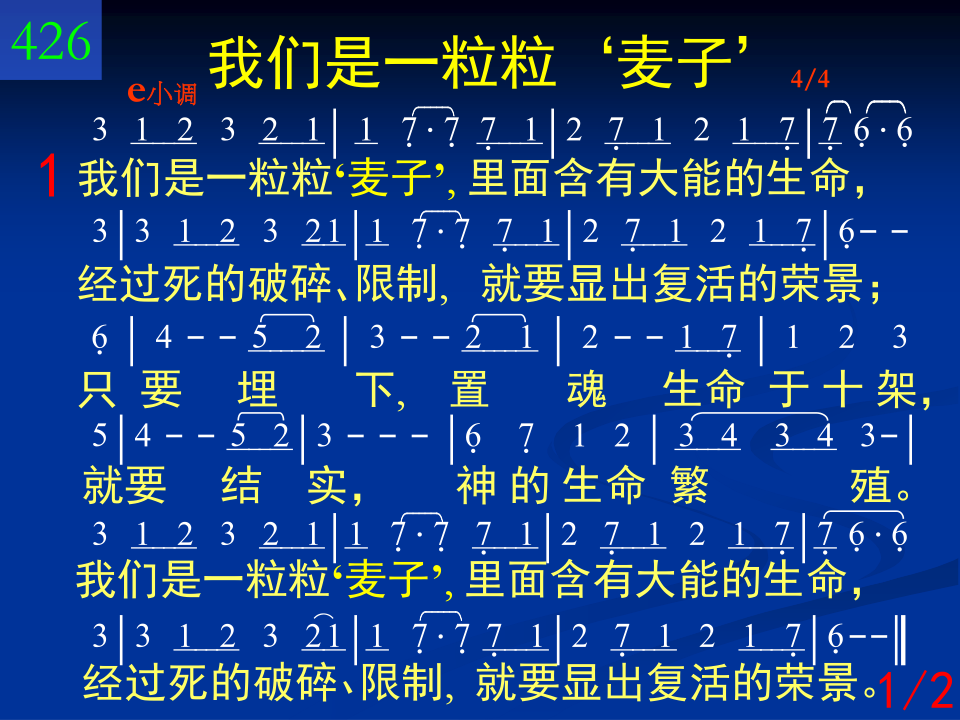 426
我们是一粒粒‘麦子’
e小调 4/4
3 1 2 3 2 1 | 1 7̣ · 7̣ 7̣ 1 | 2 7̣ 1 2 1 7̣ | 7̣ 6̣ · 6̣
1 我们是一粒粒‘麦子’, 里面含有大能的生命,
3 | 3 1 2 3 2 1 | 1 7̣ · 7̣ 7̣ 1 | 2 7̣ 1 2 1 7̣ | 6̣ - -
经过死的破碎、限制, 就要显出复活的荣景;
6̣ | 4 - - 5 2 | 3 - - 2 1 | 2 - - 1 7̣ | 1 2 3
只要埋下, 置魂生命于十架,
5 | 4 - - 5 2 | 3 - - - | 6̣ 7̣ 1 2 | 3 4 3 4 3 - |
就要结实, 神的生命繁殖。
3 1 2 3 2 1 | 1 7̣ · 7̣ 7̣ 1 | 2 7̣ 1 2 1 7̣ | 7̣ 6̣ · 6̣
我们是一粒粒‘麦子’, 里面含有大能的生命,
3 | 3 1 2 3 2 1 | 1 7̣ · 7̣ 7̣ 1 | 2 7̣ 1 2 1 7̣ | 6̣ - - ‖
经过死的破碎、限制, 就要显出复活的荣景。
1/2